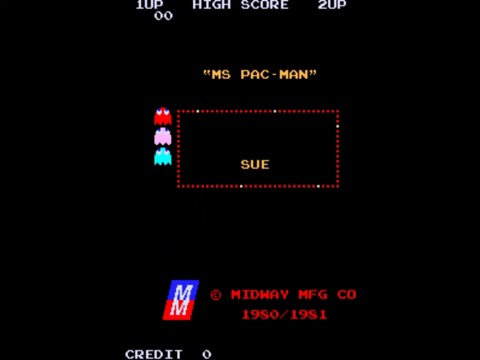 1UP HIGH SCORE 2UP
00
"MS PAC-MAN"
SUE
MM
© MIDWAY MFG CO
1980/1981
CREDIT 0